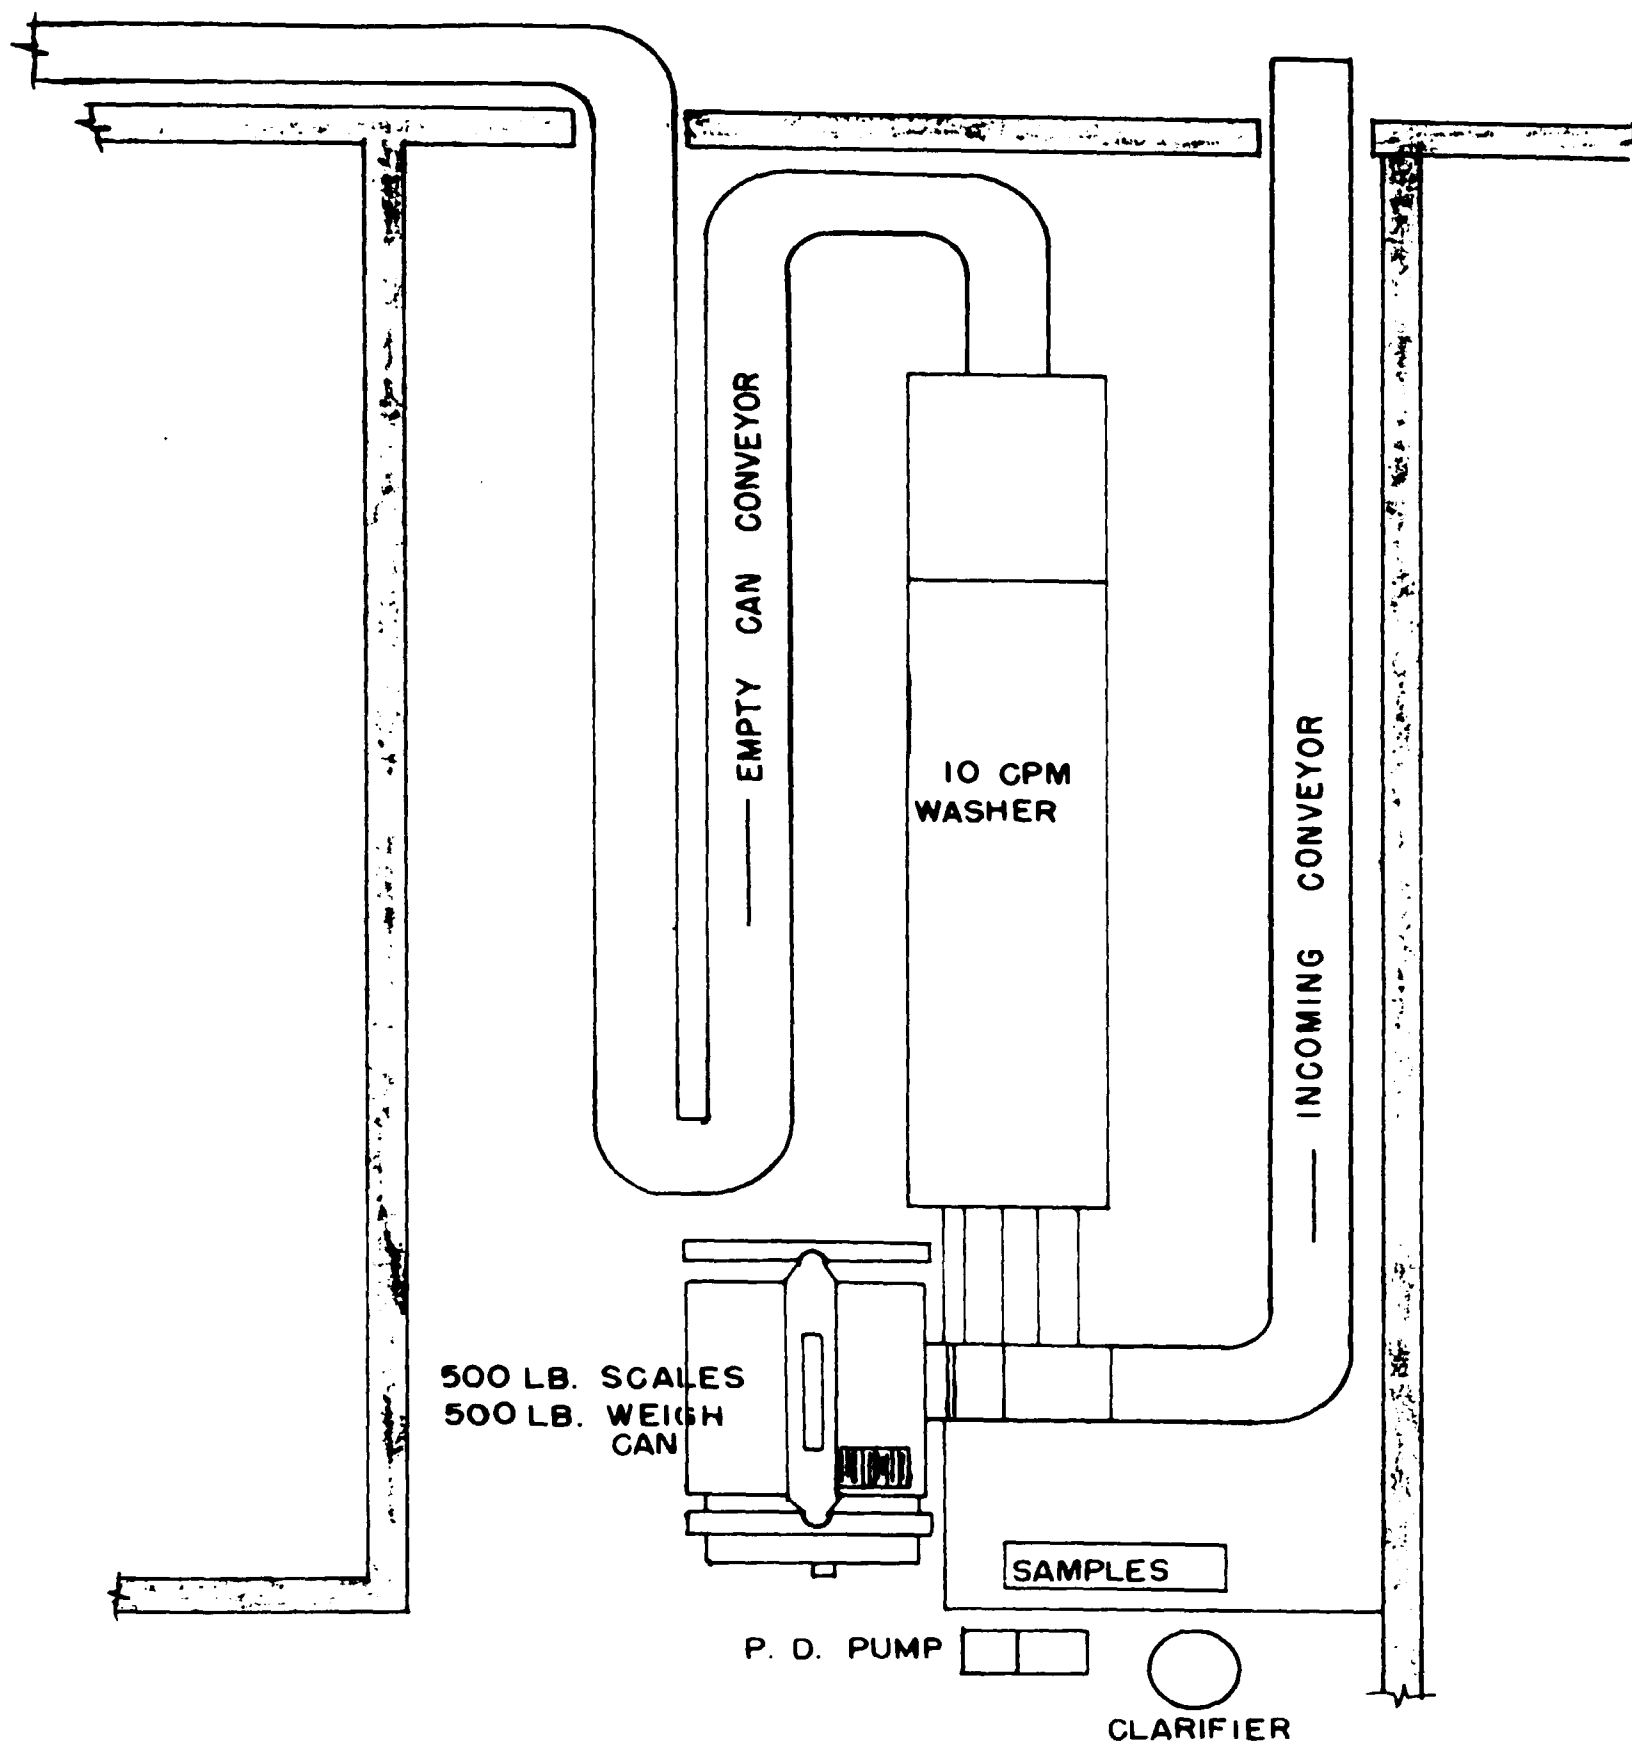 EMPTY CAN CONVEYOR
10 CPM
WASHER
INCOMING CONVEYOR
500 LB. SCALES
500 LB. WEIGH
CAN
SAMPLES
P. D. PUMP
CLARIFIER